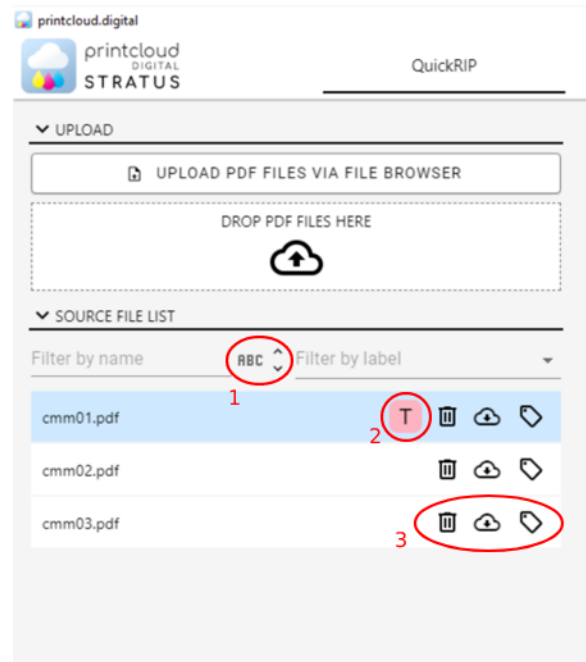 printcloud.digital
printcloud
DIGITAL
STRATUS
QuickRIP
UPLOAD
UPLOAD PDF FILES VIA FILE BROWSER
DROP PDF FILES HERE
SOURCE FILE LIST
Filter by name ABC Filter by label
1
cmm01.pdf T
2
cmm02.pdf
cmm03.pdf
3